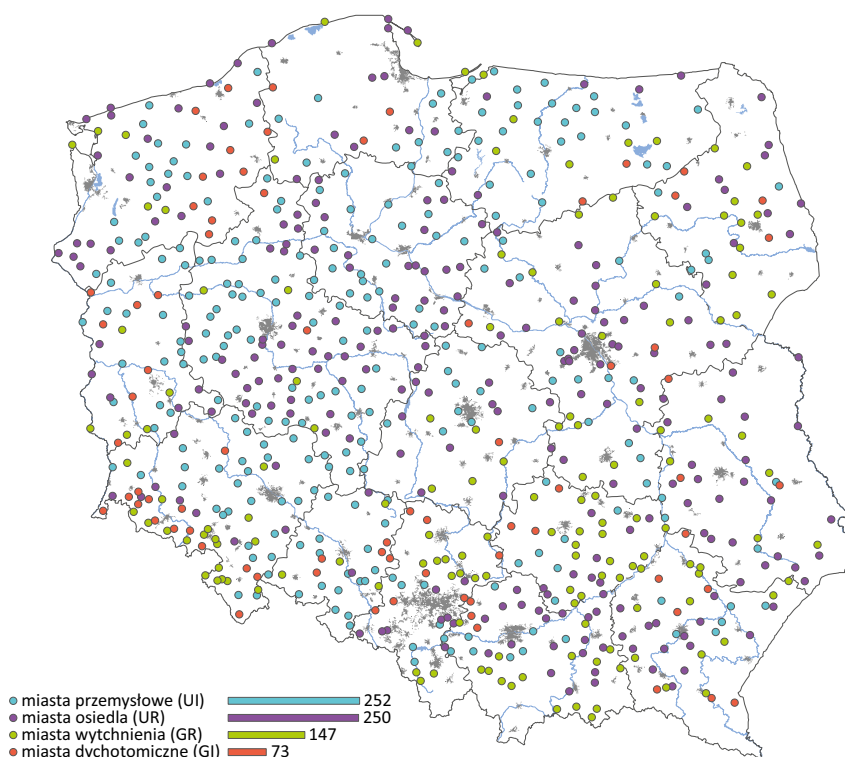 miasta przemysłowe (UI) 252
miasta osiedla (UR) 250
miasta wytchnienia (GR) 147
miasta dychotomiczne (GI) 73